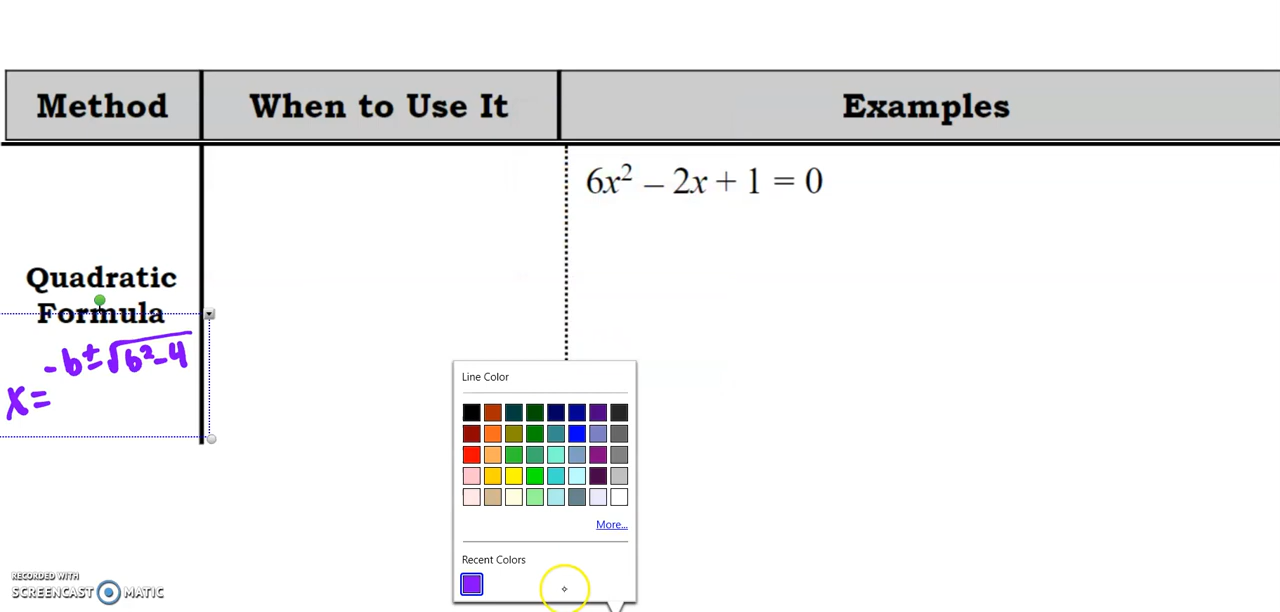 Method When to Use It Examples
6x² – 2x + 1 = 0
Quadratic
Formula
-b±√b²-4
x=
Line Color
More...
Recent Colors
RECORDED WITH
SCREENCAST MATIC